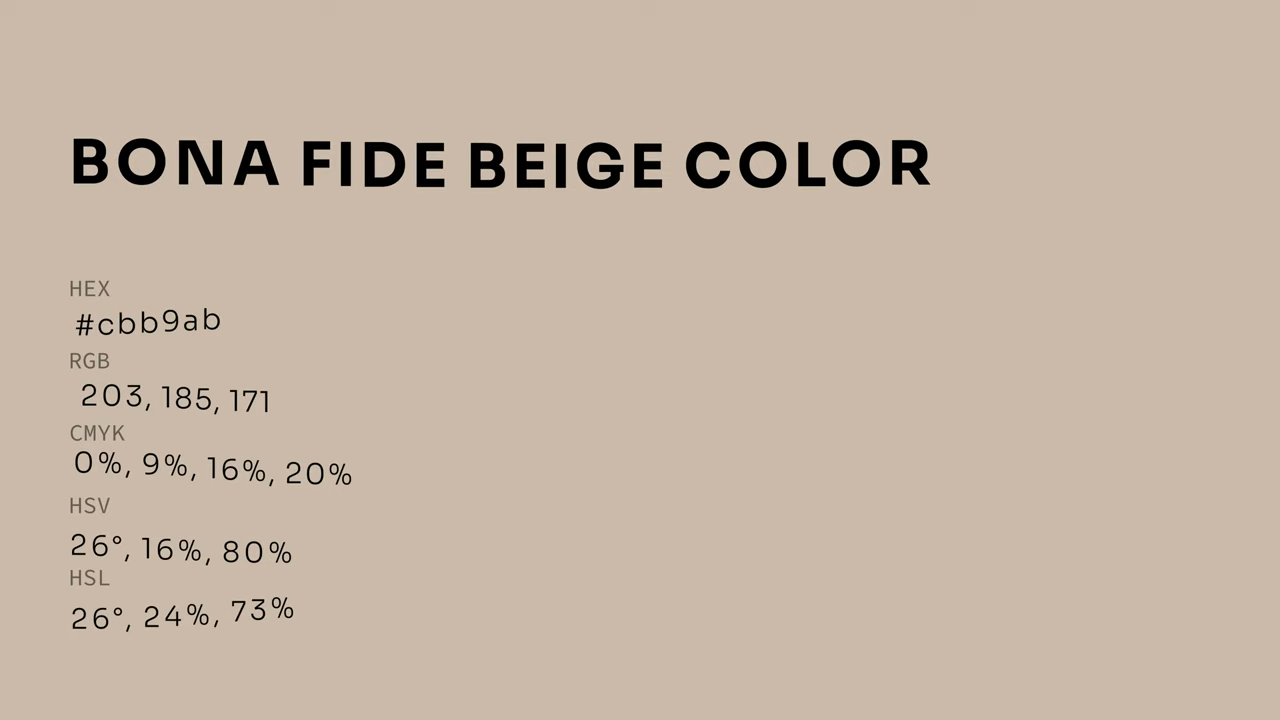 BONA FIDE BEIGE COLOR
HEX
#cbb9ab
RGB
203, 185, 171
CMYK
0%, 9%, 16%, 20%
HSV
26°, 16%, 80%
HSL
26°, 24%, 73%